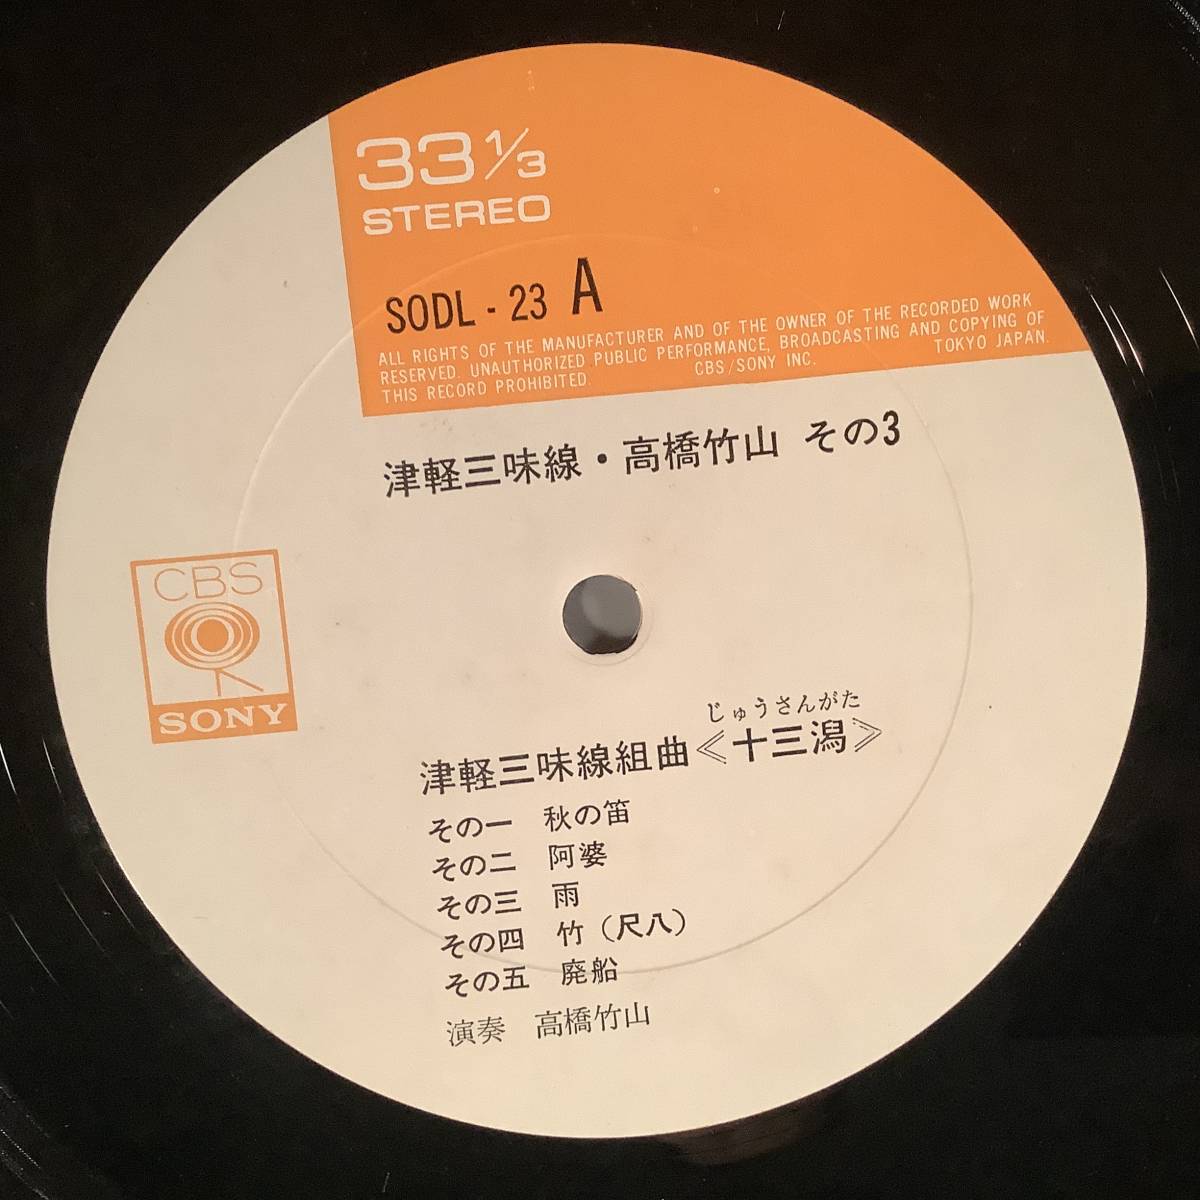 33 1/3
STEREO
SODL - 23 A
ALL RIGHTS OF THE MANUFACTURER AND OF THE OWNER OF THE RECORDED WORK
RESERVED. UNAUTHORIZED PUBLIC PERFORMANCE, BROADCASTING AND COPYING OF
THIS RECORD PROHIBITED. CBS/SONY INC. TOKYO JAPAN.
津軽三味線・高橋竹山 その3
CBS
SONY
じゅうさんがた
津軽三味線組曲《十三潟》
その一 秋の笛
その二 阿婆
その三 雨
その四 竹(尺八)
その五 廃船
演奏 高橋竹山